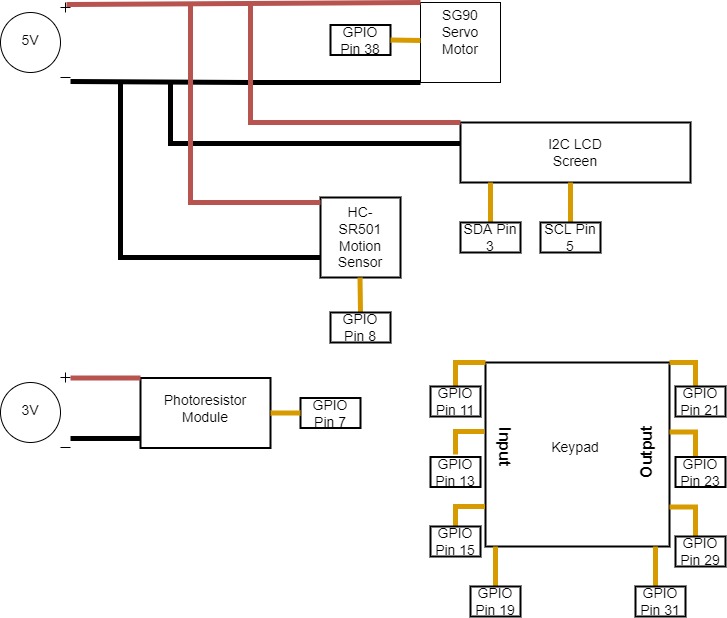 +
5V
−
SG90
Servo
Motor
GPIO
Pin 38
I2C LCD
Screen
SDA Pin
3
SCL Pin
5
HC-
SR501
Motion
Sensor
GPIO
Pin 8
+
3V
−
Photoresistor
Module
GPIO
Pin 7
Keypad
Input
Output
GPIO
Pin 11
GPIO
Pin 13
GPIO
Pin 15
GPIO
Pin 19
GPIO
Pin 21
GPIO
Pin 23
GPIO
Pin 29
GPIO
Pin 31